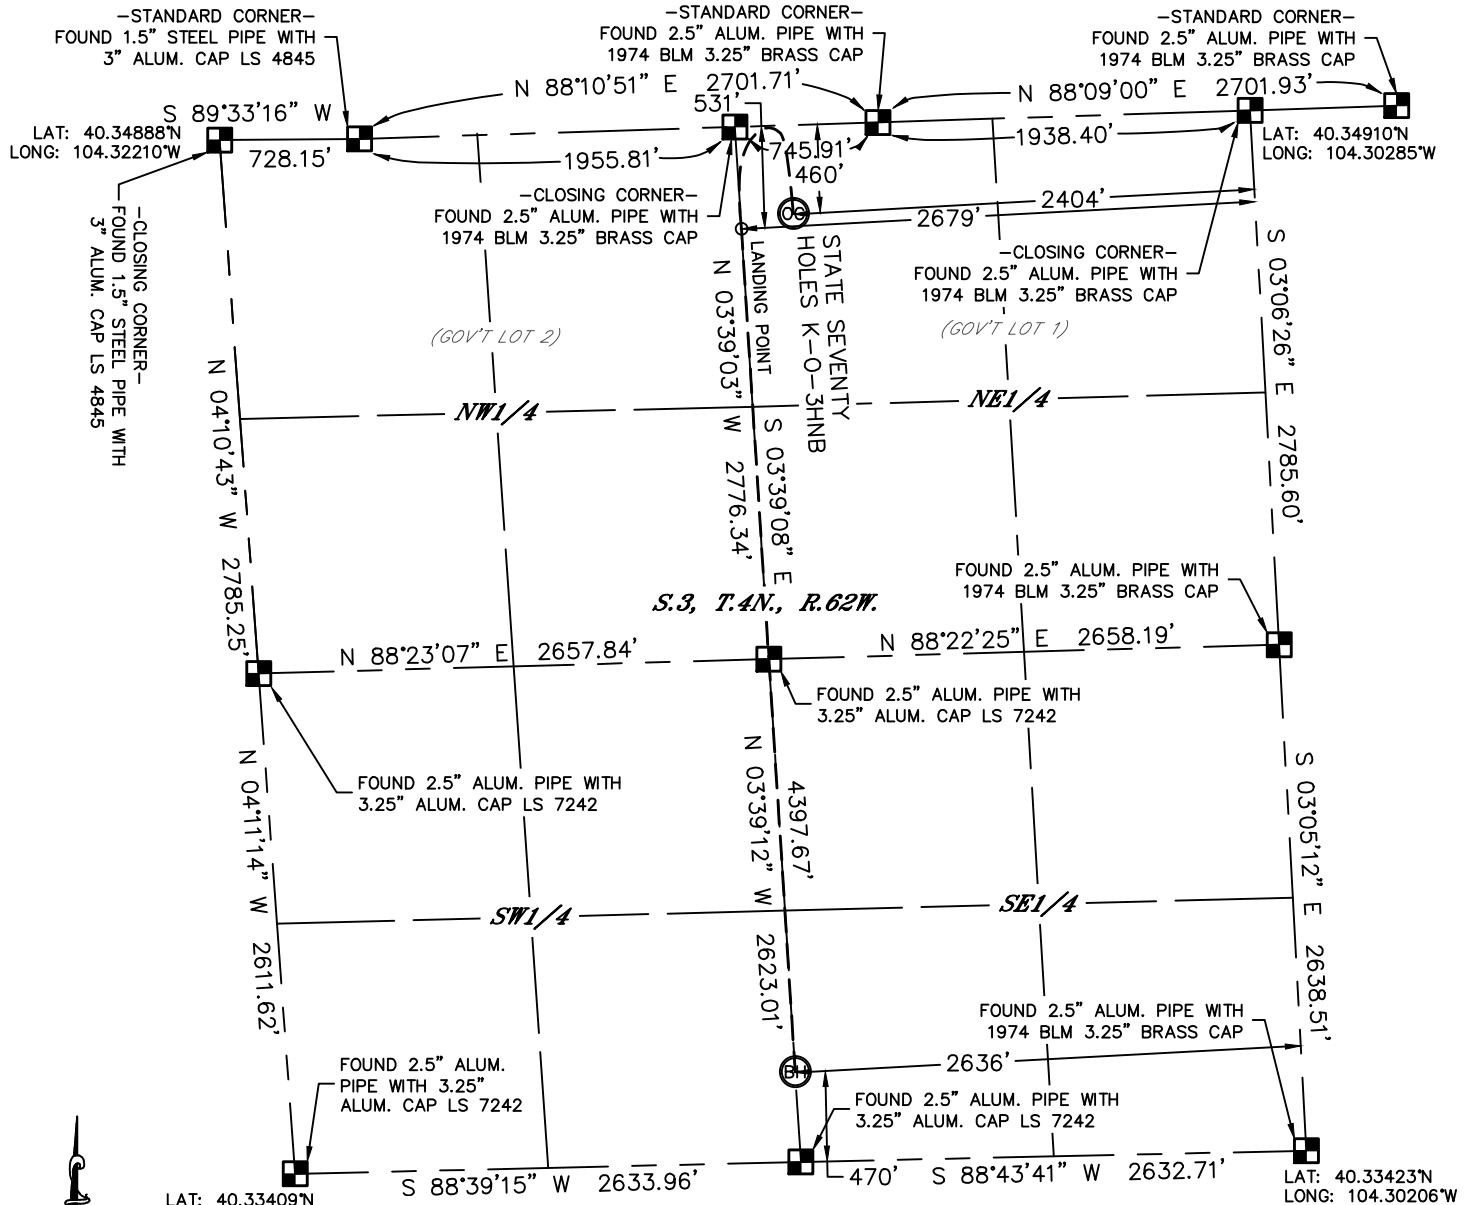 -STANDARD CORNER-
FOUND 1.5" STEEL PIPE WITH
3" ALUM. CAP LS 4845
-STANDARD CORNER-
FOUND 2.5" ALUM. PIPE WITH
1974 BLM 3.25" BRASS CAP
-STANDARD CORNER-
FOUND 2.5" ALUM. PIPE WITH
1974 BLM 3.25" BRASS CAP
S 89°33'16" W
728.15'
N 88°10'51" E 2701.71'
N 88°09'00" E 2701.93'
531'
1955.81'
745.91'
1938.40'
460'
LAT: 40.34888°N
LONG: 104.32210°W
LAT: 40.34910°N
LONG: 104.30285°W
2404'
2679'
-CLOSING CORNER-
FOUND 2.5" ALUM. PIPE WITH
1974 BLM 3.25" BRASS CAP
OG
-CLOSING CORNER-
FOUND 2.5" ALUM. PIPE WITH
1974 BLM 3.25" BRASS CAP
-CLOSING CORNER-
FOUND 1.5" STEEL PIPE WITH
3" ALUM. CAP LS 4845
LANDING POINT
STATE SEVENTY
HOLES K-O-3HNB
(GOV'T LOT 2)
(GOV'T LOT 1)
N 04°10'43" W 2785.25'
N 03°39'03" W 2776.34'
S 03°39'08" E
S 03°06'26" E 2785.60'
NW1/4
NE1/4
S.3, T.4N., R.62W.
FOUND 2.5" ALUM. PIPE WITH
1974 BLM 3.25" BRASS CAP
N 88°23'07" E 2657.84'
N 88°22'25" E 2658.19'
FOUND 2.5" ALUM. PIPE WITH
3.25" ALUM. CAP LS 7242
FOUND 2.5" ALUM. PIPE WITH
3.25" ALUM. CAP LS 7242
N 04°11'14" W 2611.62'
N 03°39'12" W 2623.01'
4397.67'
S 03°05'12" E 2638.51'
SW1/4
SE1/4
FOUND 2.5" ALUM. PIPE WITH
1974 BLM 3.25" BRASS CAP
BH
2636'
FOUND 2.5" ALUM.
PIPE WITH 3.25"
ALUM. CAP LS 7242
FOUND 2.5" ALUM. PIPE WITH
3.25" ALUM. CAP LS 7242
S 88°39'15" W 2633.96'
470'
S 88°43'41" W 2632.71'
LAT: 40.33409°N
LAT: 40.33423°N
LONG: 104.30206°W